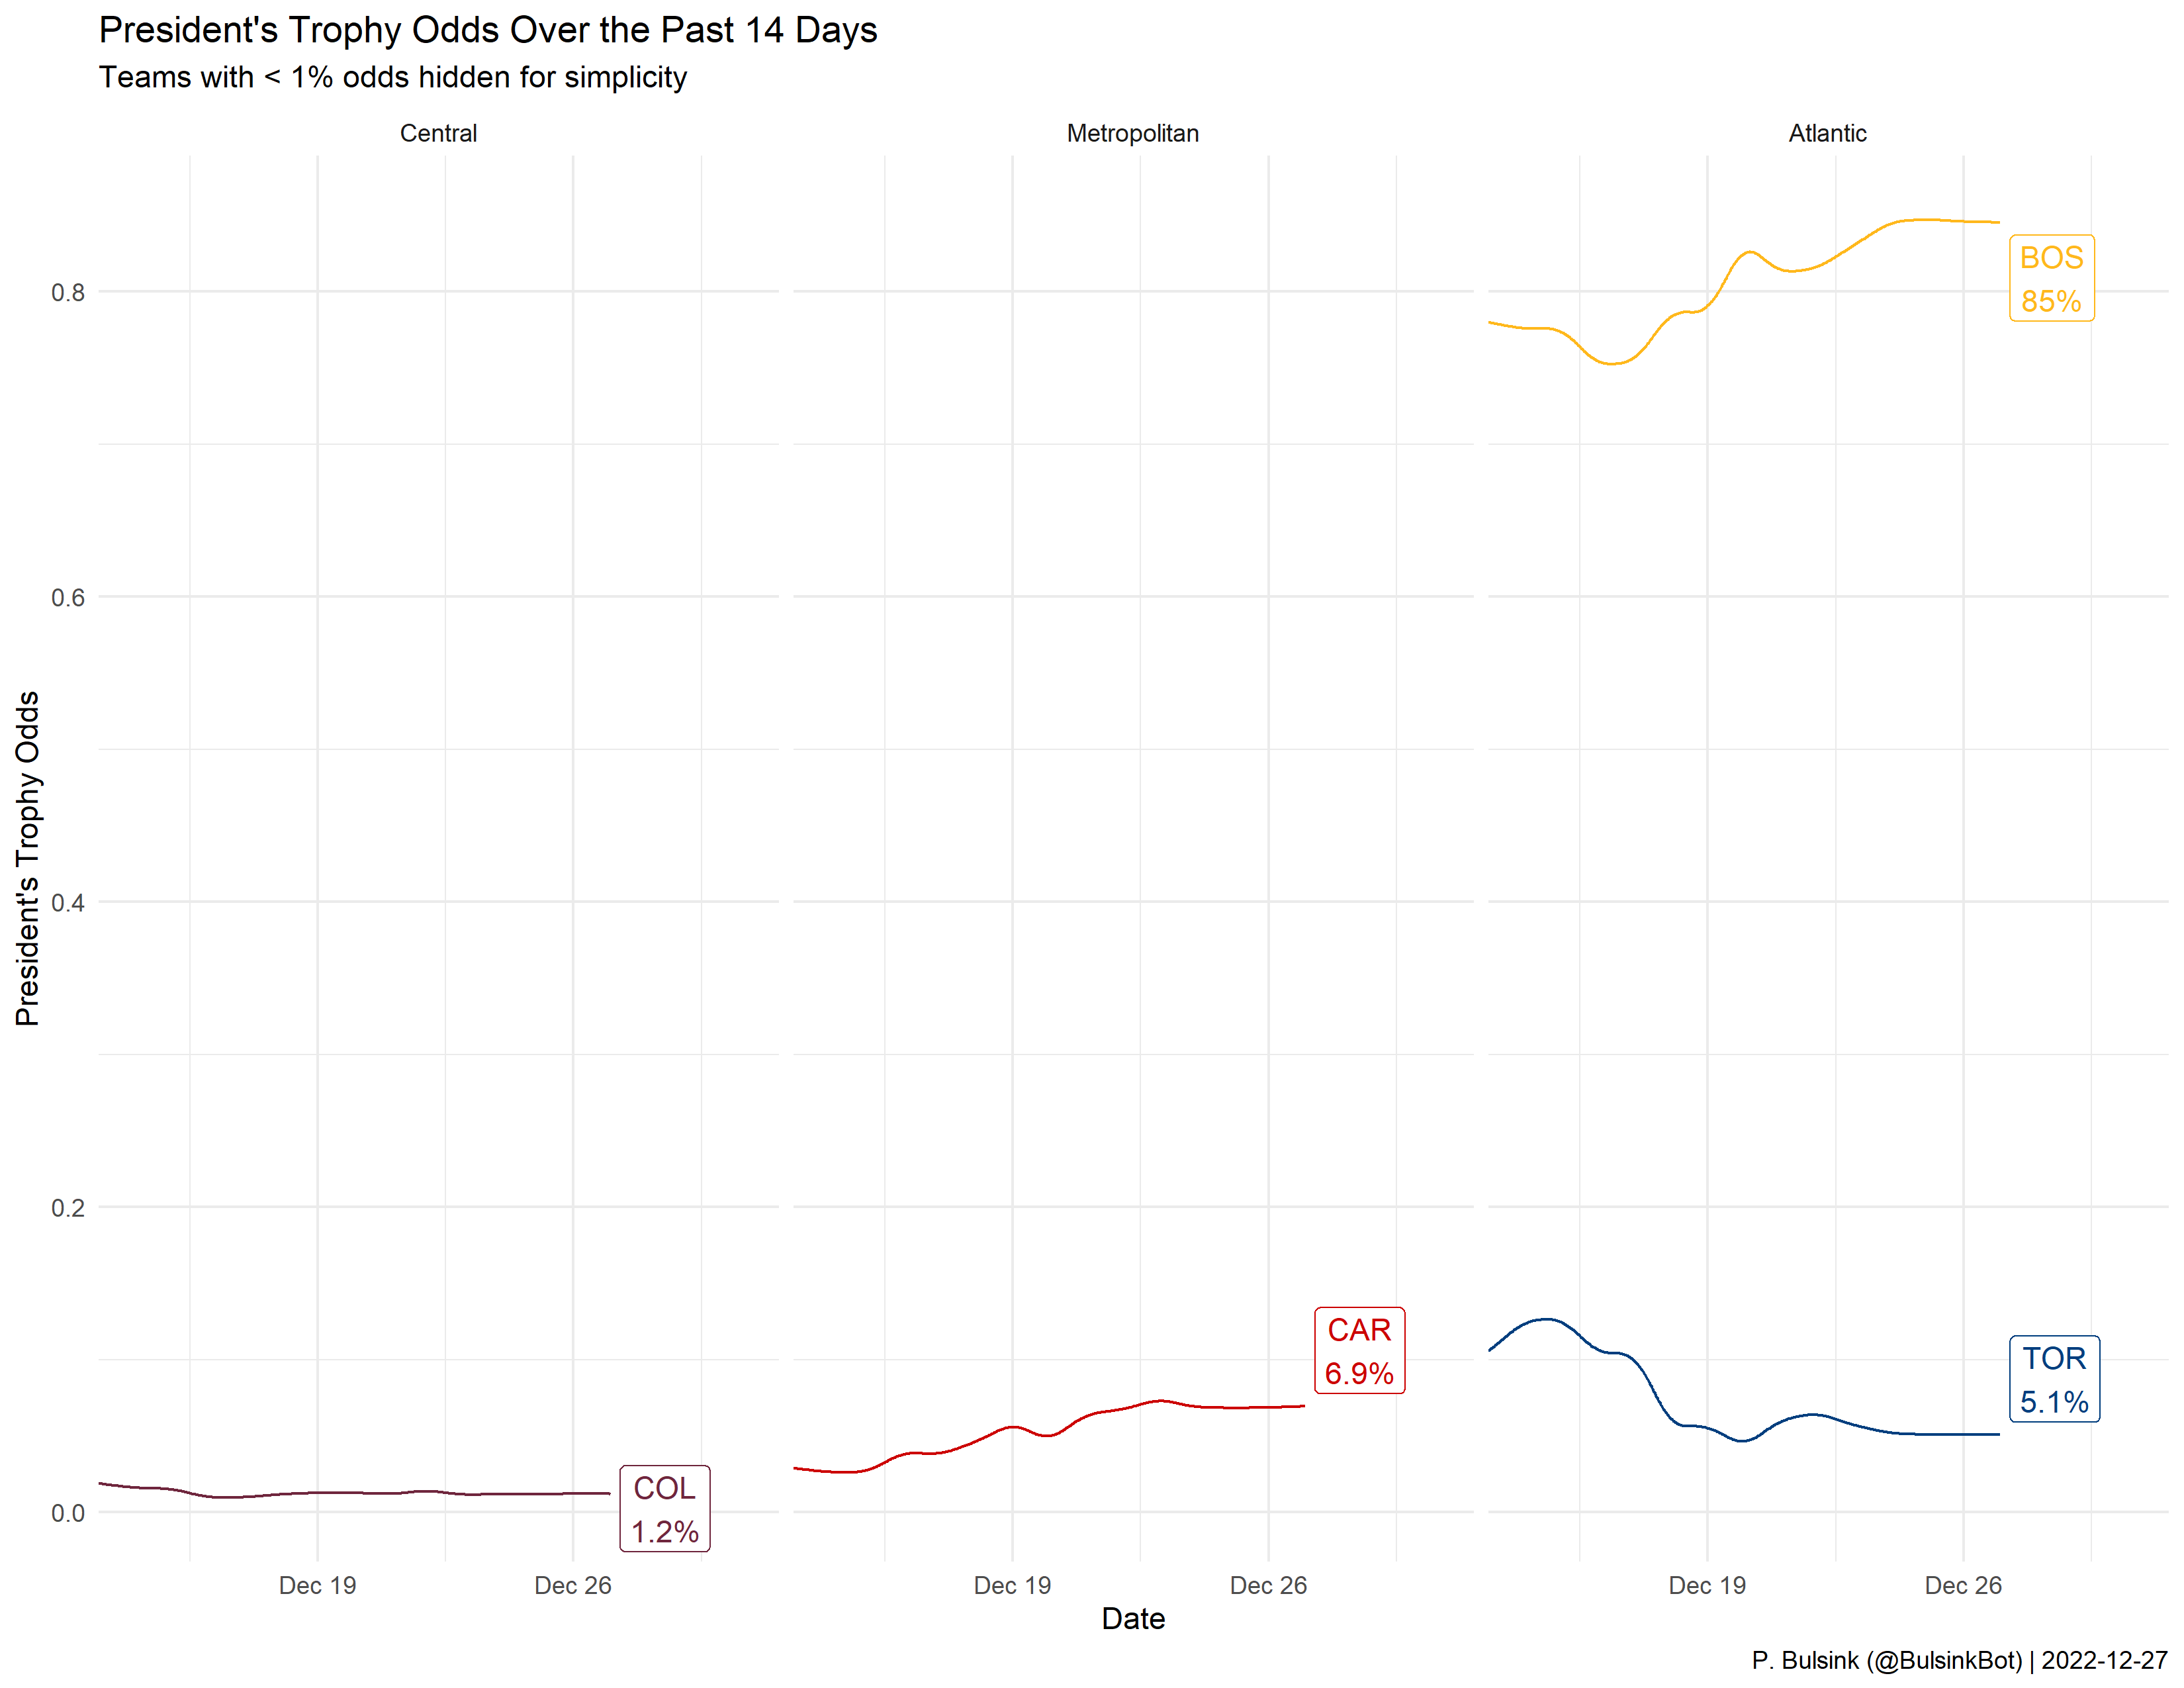 President's Trophy Odds Over the Past 14 Days
Teams with < 1% odds hidden for simplicity
Central
Metropolitan
Atlantic
President's Trophy Odds
0.8
0.6
0.4
0.2
0.0
COL
1.2%
CAR
6.9%
BOS
85%
TOR
5.1%
Dec 19
Dec 26
Dec 19
Dec 26
Dec 19
Dec 26
Date
P. Bulsink (@BulsinkBot) | 2022-12-27